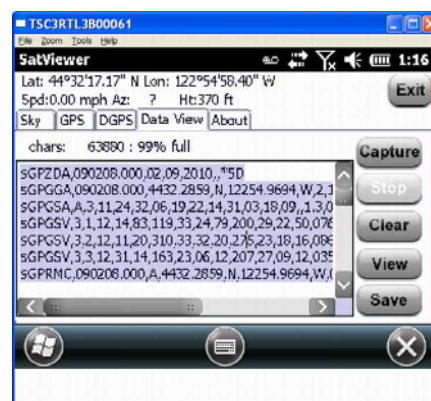 TSC3RTL3B00061
File Zoom Tools Help
SatViewer 1:16
Lat: 44°32'17.17" N Lon: 122°54'58.40" W
Spd:0.00 mph Az: ? Ht:370 ft
Exit
Sky GPS DGPS Data View About
chars: 63880 : 99% full
Capture
Stop
Clear
View
Save
$GPZDA,090208.000,02,09,2010,,*5D
$GPGGA,090208.000,4432.2859,N,12254.9694,W,2,1
$GPGSA,A,3,11,24,32,06,19,22,14,31,03,18,09,,1.3,0
$GPGSV,3,1,12,14,83,119,33,24,79,200,29,22,50,076
$GPGSV,3,2,12,11,20,310,33,32,20,275,23,18,16,086
$GPGSV,3,3,12,31,14,163,23,06,12,207,27,09,12,035
$GPRMC,090208.000,A,4432.2859,N,12254.9694,W,